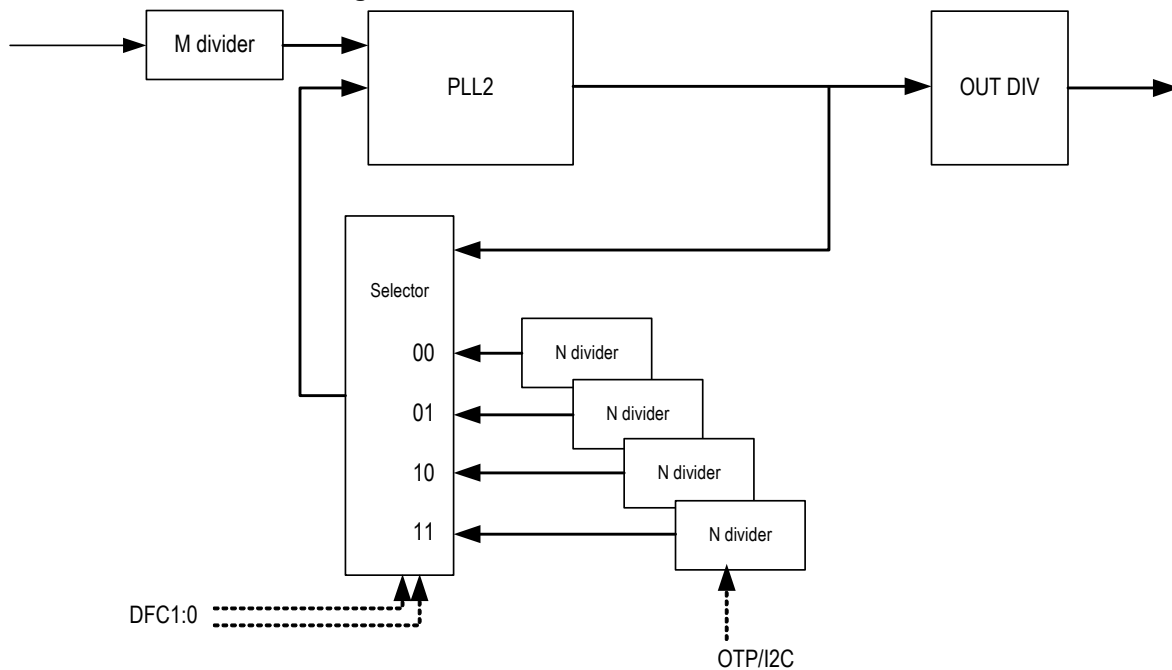 M divider
PLL2
OUT DIV
Selector
00
N divider
01
N divider
10
N divider
11
N divider
DFC1:0
OTP/I2C